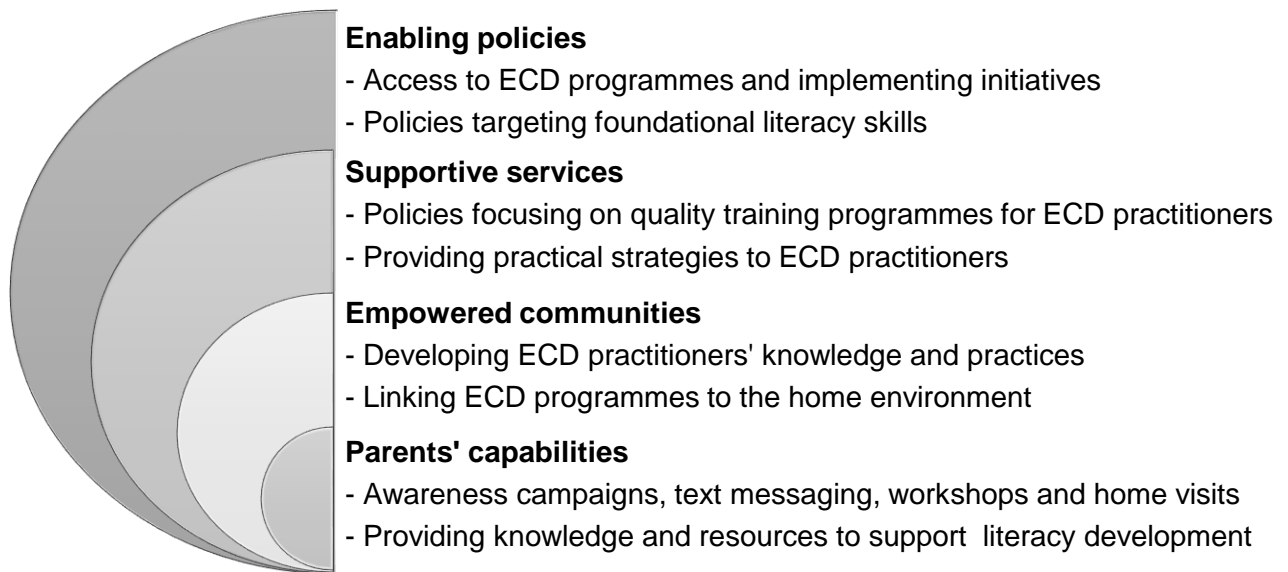 Enabling policies
- Access to ECD programmes and implementing initiatives
- Policies targeting foundational literacy skills
Supportive services
- Policies focusing on quality training programmes for ECD practitioners
- Providing practical strategies to ECD practitioners
Empowered communities
- Developing ECD practitioners' knowledge and practices
- Linking ECD programmes to the home environment
Parents' capabilities
- Awareness campaigns, text messaging, workshops and home visits
- Providing knowledge and resources to support literacy development